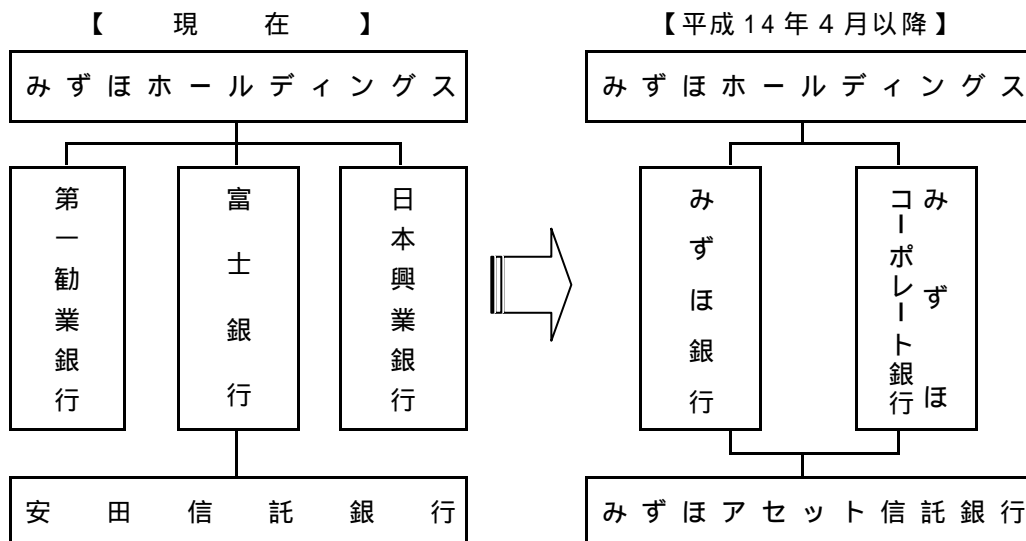 【現在】
みずほホールディングス
第一勧業銀行
富士銀行
日本興業銀行
安田信託銀行
【平成14年4月以降】
みずほホールディングス
みずほ銀行
みずほ
コーポレート銀行
みずほアセット信託銀行